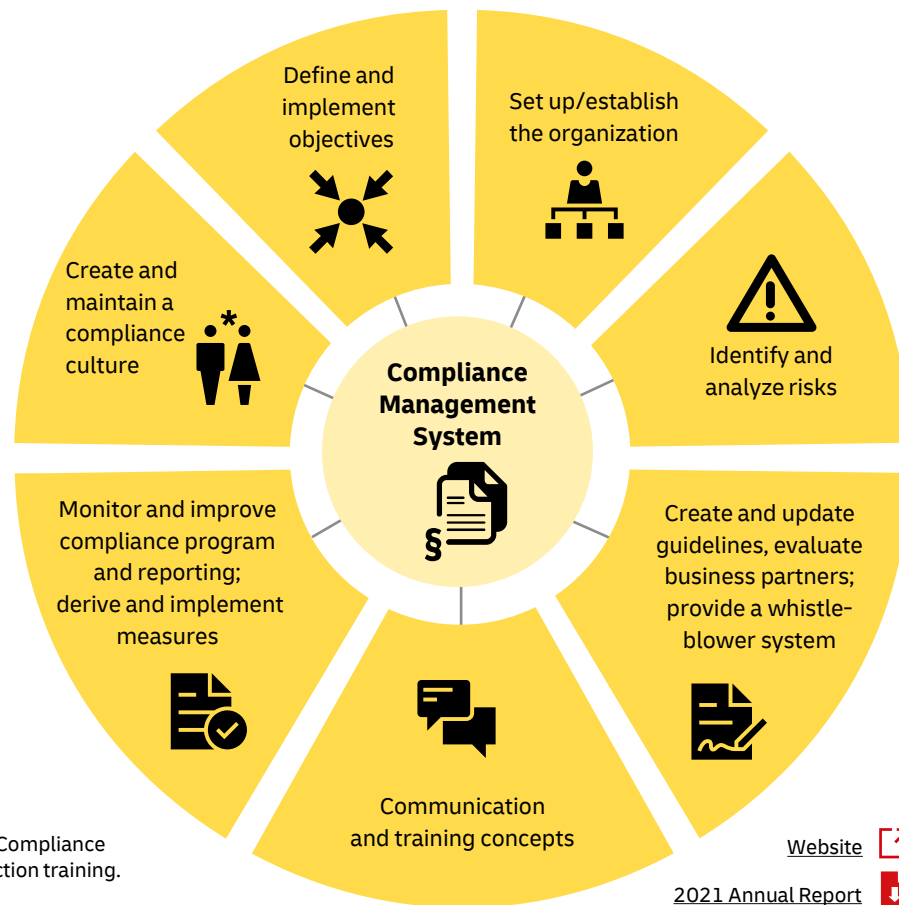 Define and
implement
objectives
Set up/establish
the organization
Create and
maintain a
compliance
culture
*
Identify and
analyze risks
Compliance
Management
System
§
Monitor and improve
compliance program
and reporting;
derive and implement
measures
Create and update
guidelines, evaluate
business partners;
provide a whistle-
blower system
Communication
and training concepts
Compliance
ction training.
Website
2021 Annual Report